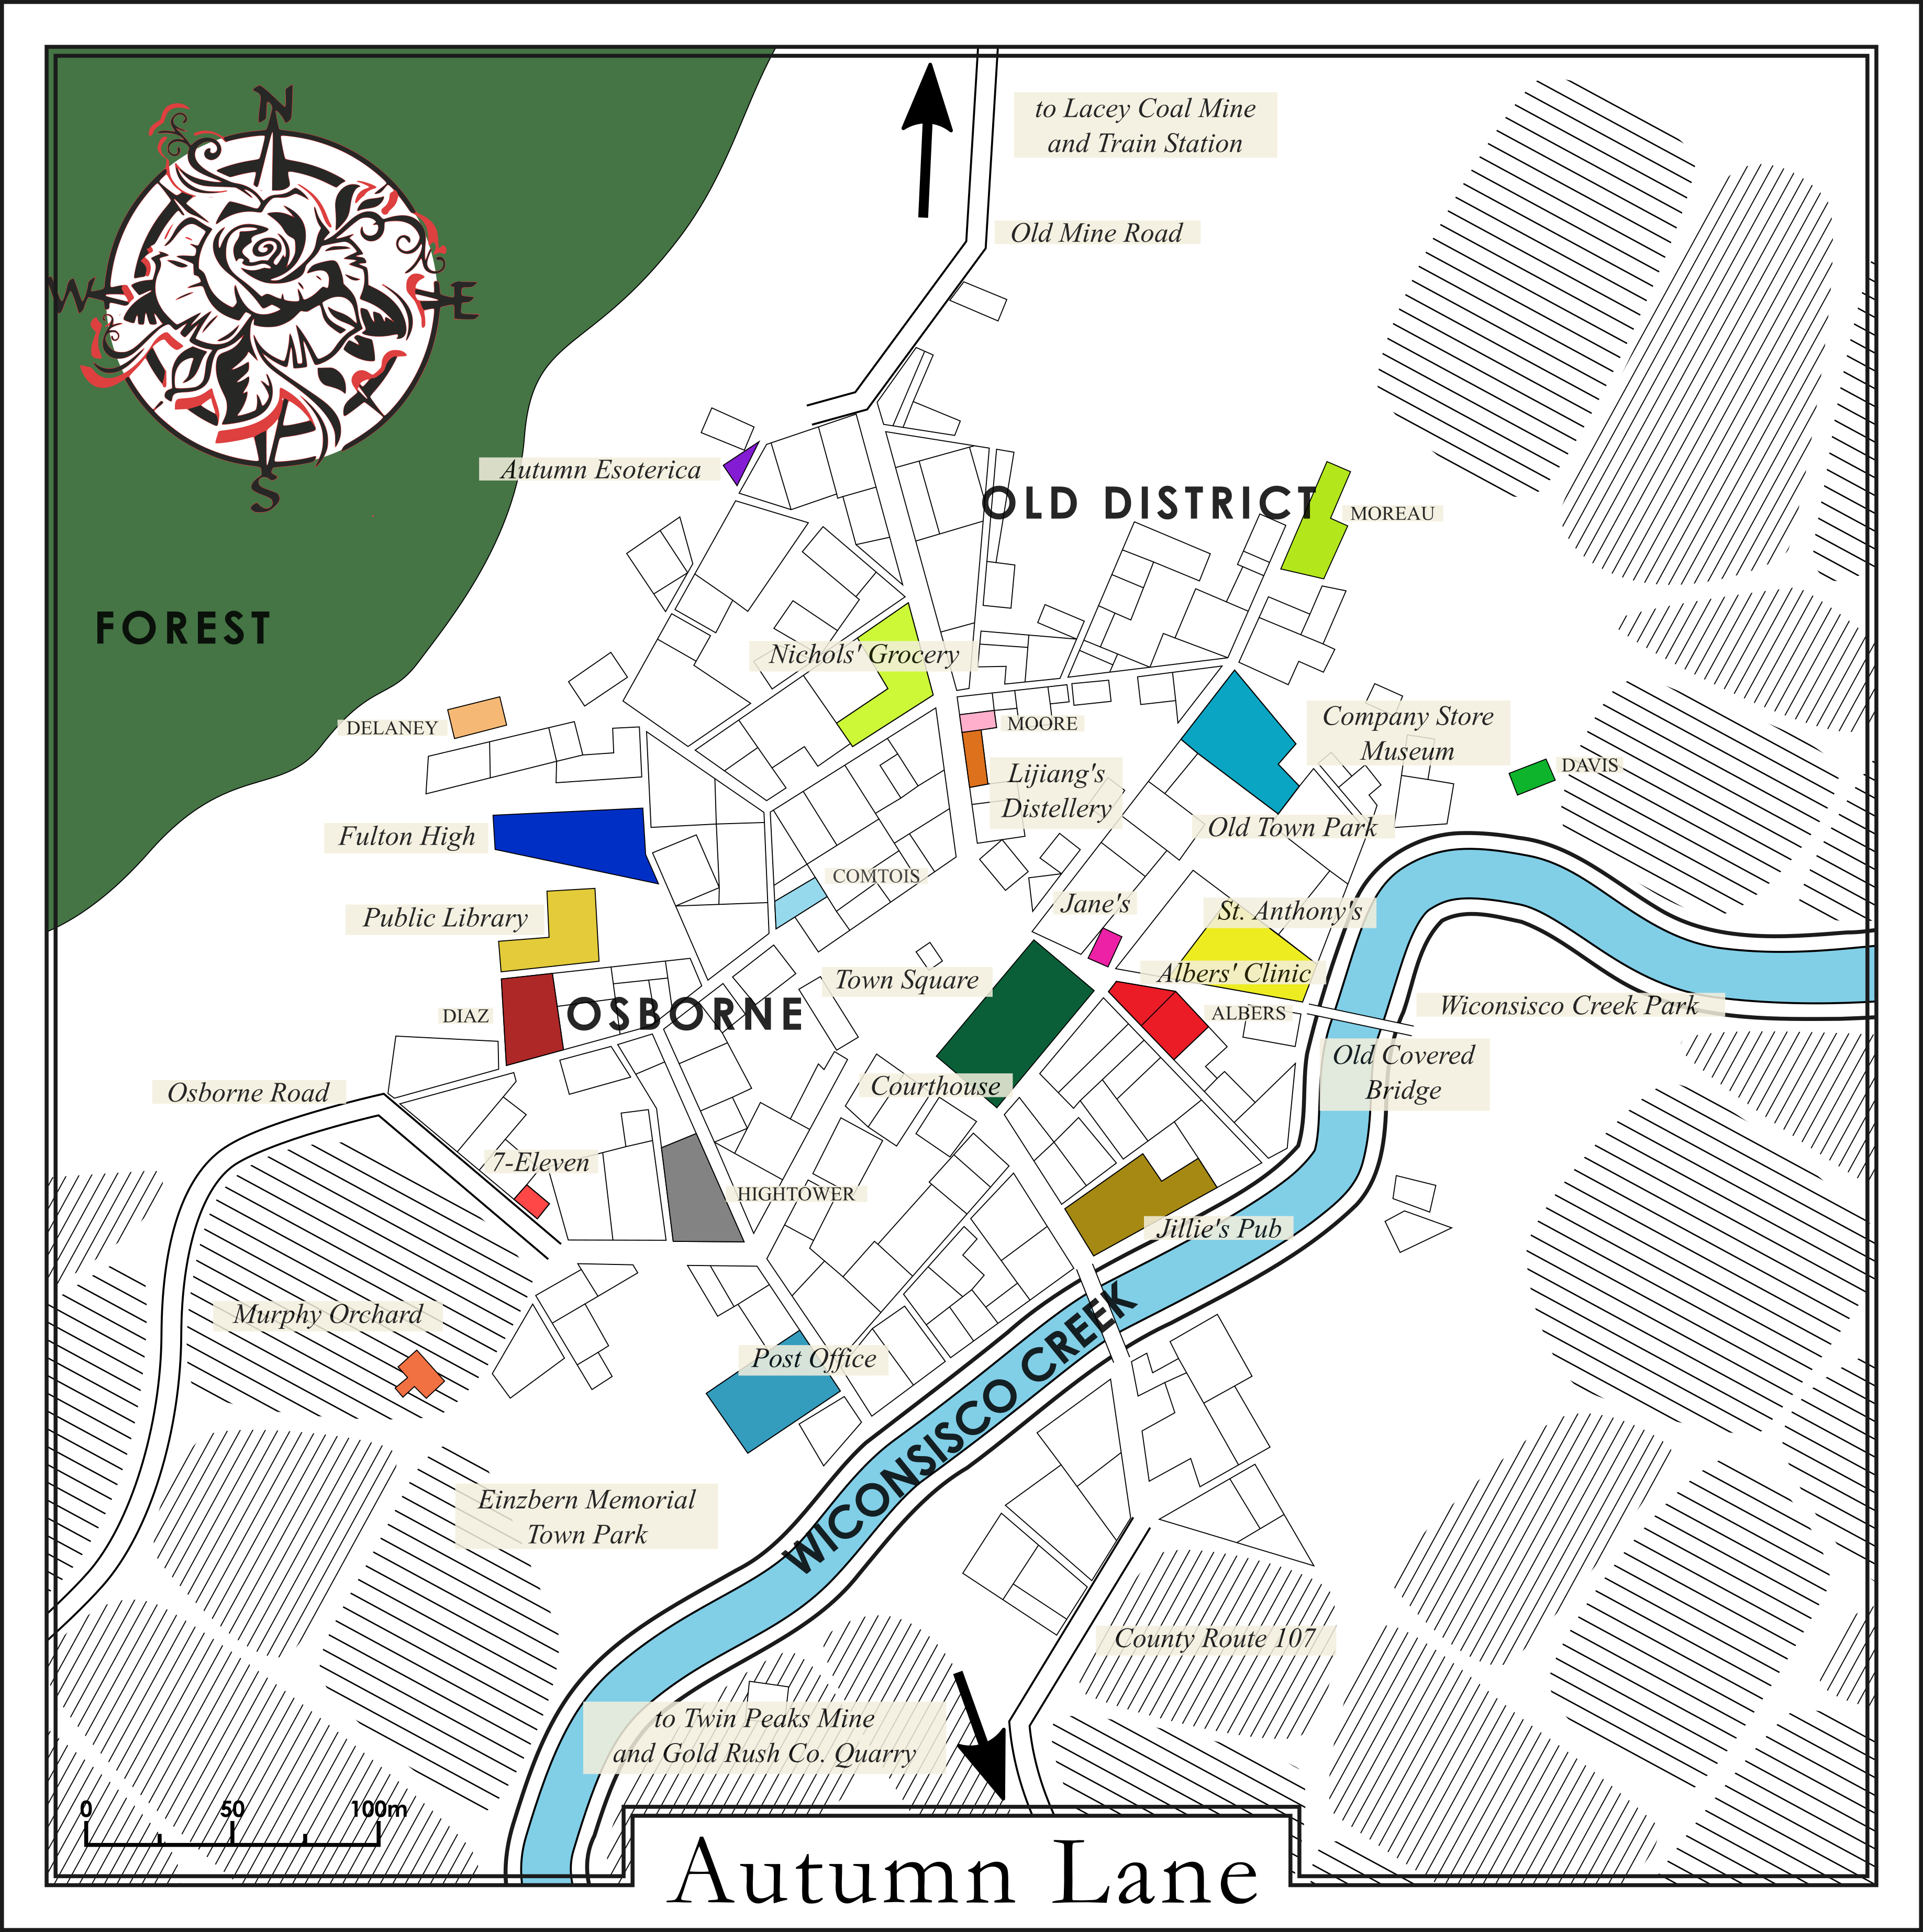 N
to Lacey Coal Mine
and Train Station
Old Mine Road
W
E
S
Autumn Esoterica
OLD DISTRICT
MOREAU
FOREST
Nichols' Grocery
DELANEY
MOORE
Company Store
Museum
Lijiang's
Distellery
DAVIS
Fulton High
Old Town Park
COMTOIS
Public Library
Jane's
St. Anthony's
Town Square
Albers' Clinic
Wiconsisco Creek Park
DIAZ
OSBORNE
ALBERS
Old Covered
Bridge
Osborne Road
Courthouse
7-Eleven
HIGHTOWER
Jillie's Pub
Murphy Orchard
Post Office
WICONSISCO CREEK
Einzbern Memorial
Town Park
County Route 107
to Twin Peaks Mine
and Gold Rush Co. Quarry
0 50 100m
Autumn Lane